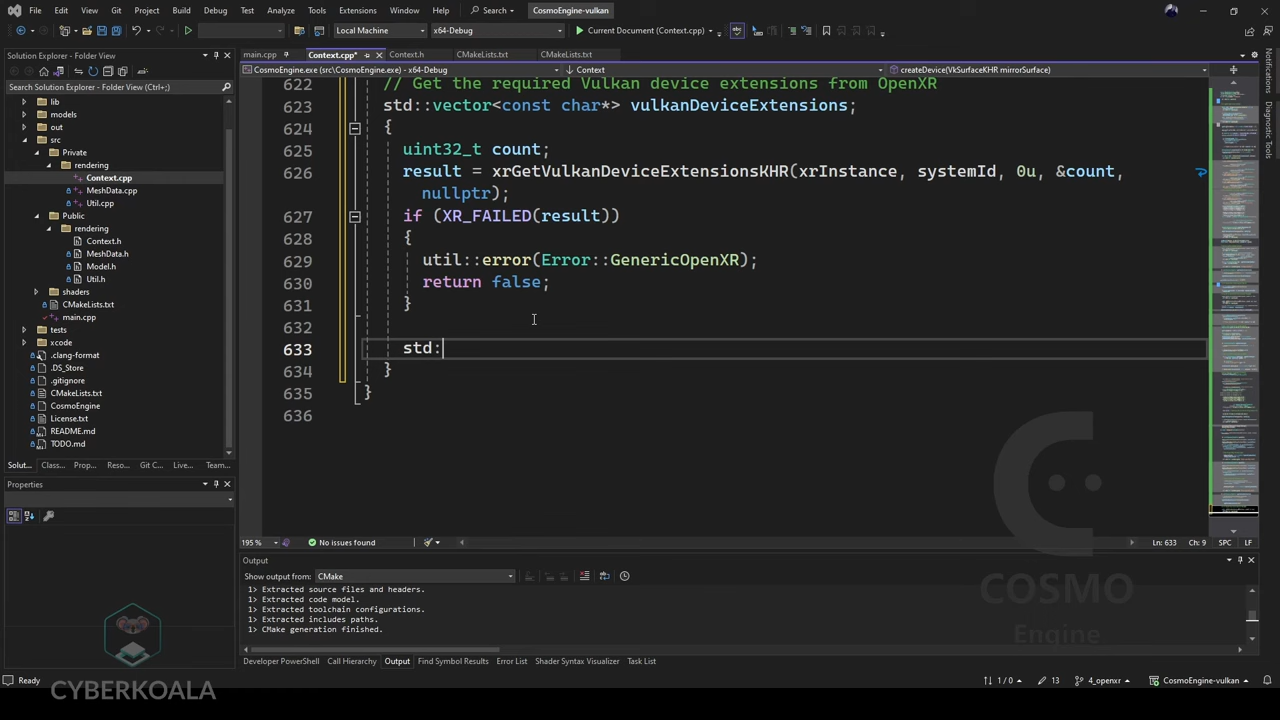 File Edit View Git Project Build Debug Test Analyze Tools Extensions Window Help Search CosmoEngine-vulkan
Local Machine x64-Debug Current Document (Context.cpp)
Solution Explorer - Folder View
main.cpp Context.cpp* Context.h CMakeLists.txt CMakeLists.txt
CosmoEngine.exe (src\CosmoEngine.exe) - x64-Debug Context createDevice(VkSurfaceKHR mirrorSurface)
Search Solution Explorer - Folder View
lib
models
out
src
Private
rendering
Context.cpp
MeshData.cpp
Util.cpp
Public
rendering
Context.h
MeshData.h
Model.h
Util.h
shaders
CMakeLists.txt
main.cpp
tests
xcode
.clang-format
.DS_Store
.gitignore
CMakeLists.txt
CosmoEngine
License.txt
README.md
TODO.md
Solut... Class... Prop... Reso... Git C... Live... Team...
Properties
622 // Get the required Vulkan device extensions from OpenXR
623 std::vector<const char*> vulkanDeviceExtensions;
624 {
625 uint32_t count;
626 result = xrGetVulkanDeviceExtensionsKHR(xrInstance, systemId, 0u, &count,
nullptr);
627 if (XR_FAILED(result))
628 {
629 util::error(Error::GenericOpenXR);
630 return false;
631 }
632
633 std:
634 }
635 }
636
195 % No issues found Ln: 633 Ch: 9 SPC LF
Output
Show output from: CMake
1> Extracted source files and headers.
1> Extracted code model.
1> Extracted toolchain configurations.
1> Extracted includes paths.
1> CMake generation finished.
Developer PowerShell Call Hierarchy Output Find Symbol Results Error List Shader Syntax Visualizer Task List
Notifications
Diagnostic Tools
COSMO
Engine
Ready 1 / 0 13 4_openxr CosmoEngine-vulkan
CYBERKOALA